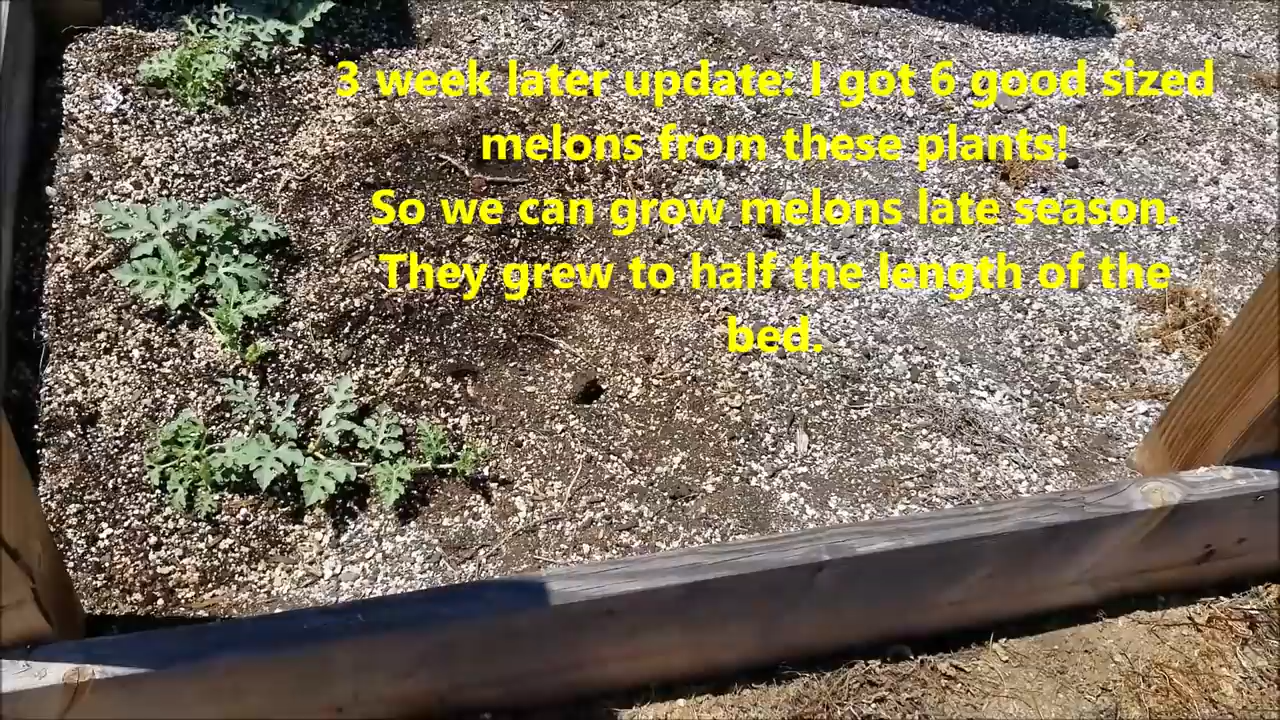 3 week later update: I got 6 good sized
melons from these plants!
So we can grow melons late season.
They grew to half the length of the
bed.